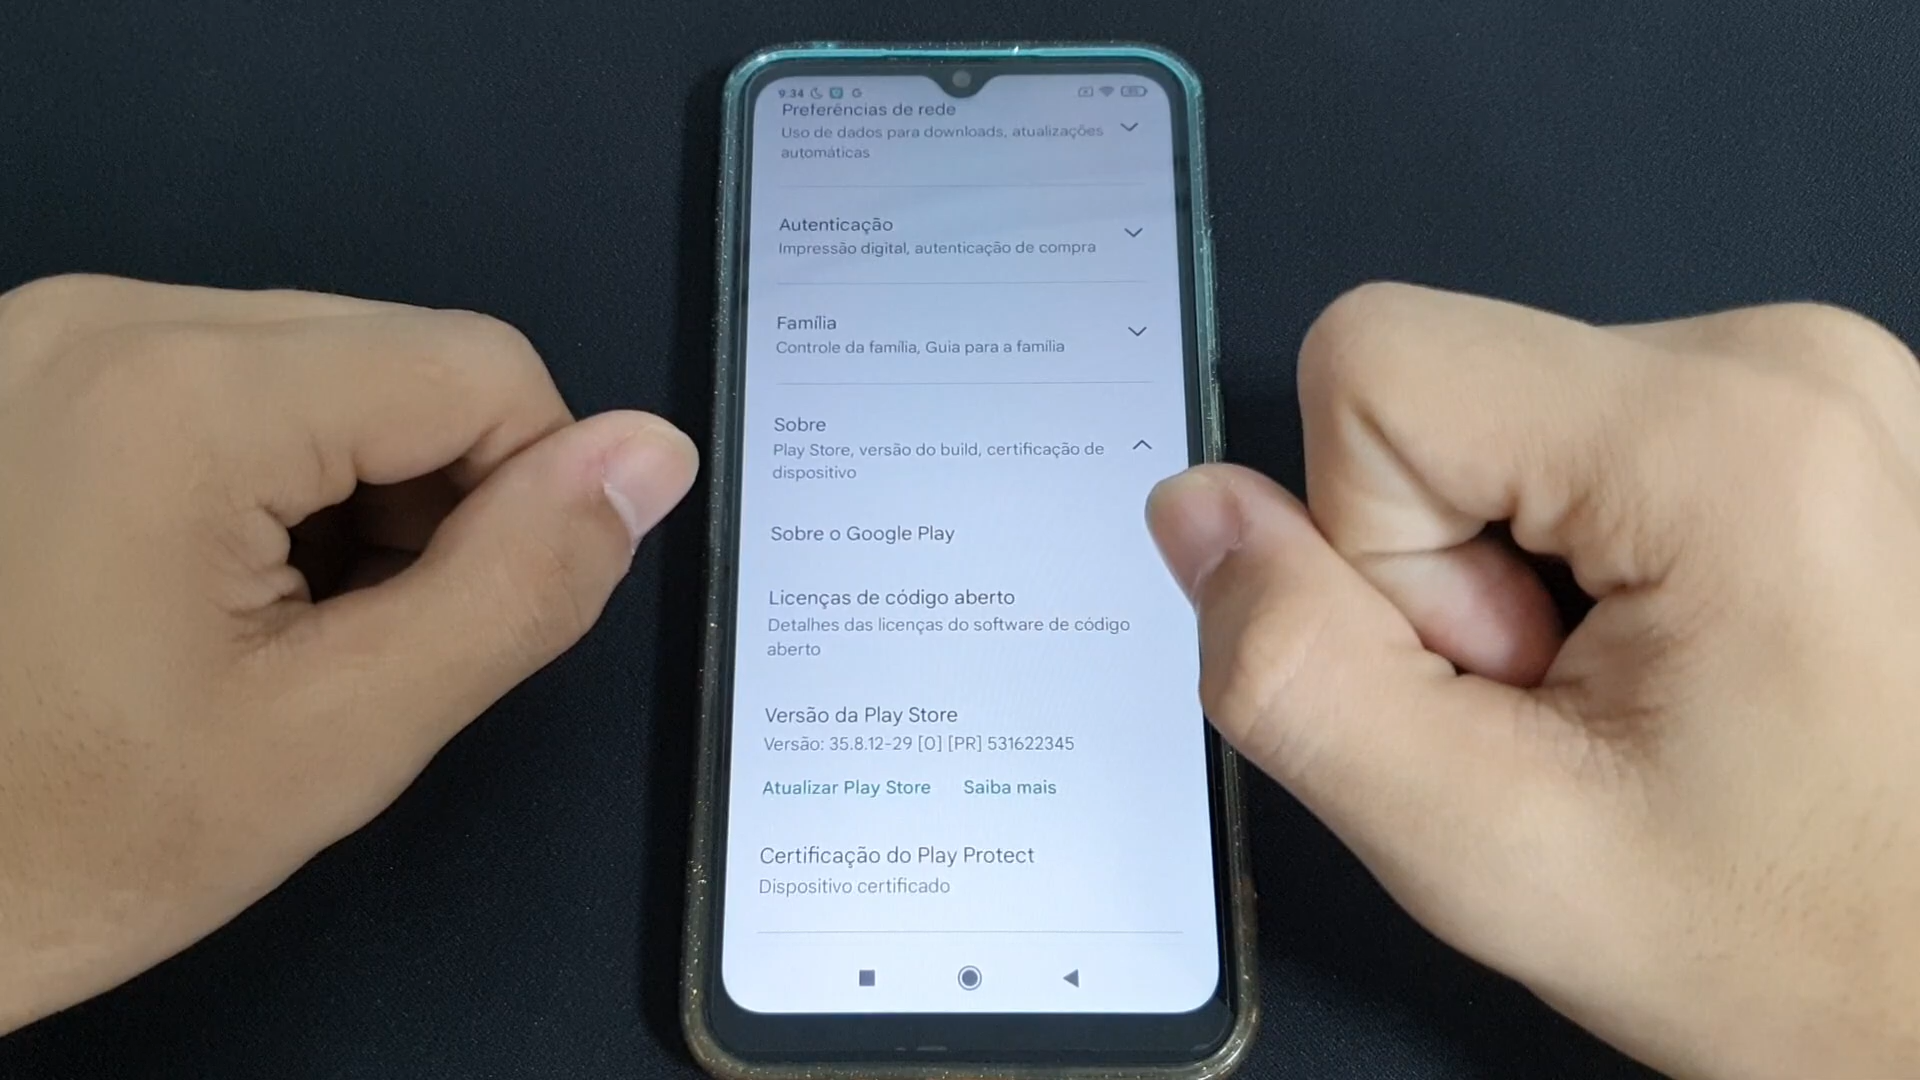 9:34
Preferências de rede
Uso de dados para downloads, atualizações
automáticas
Autenticação
Impressão digital, autenticação de compra
Família
Controle da família, Guia para a família
Sobre
Play Store, versão do build, certificação de
dispositivo
Sobre o Google Play
Licenças de código aberto
Detalhes das licenças do software de código
aberto
Versão da Play Store
Versão: 35.8.12-29 [0] [PR] 531622345
Atualizar Play Store Saiba mais
Certificação do Play Protect
Dispositivo certificado